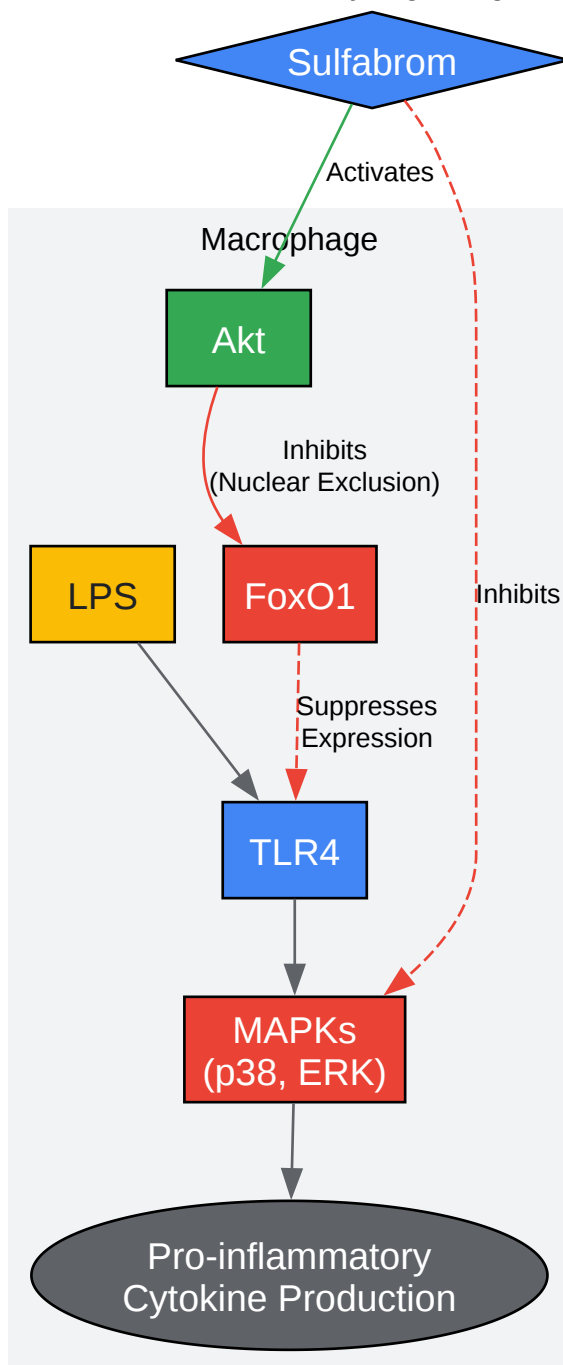 Sulfabrom
Activates
Macrophage
Akt
Inhibits
(Nuclear Exclusion)
LPS
FoxO1
Inhibits
Suppresses
Expression
TLR4
MAPKs
(p38, ERK)
Pro-inflammatory
Cytokine Production